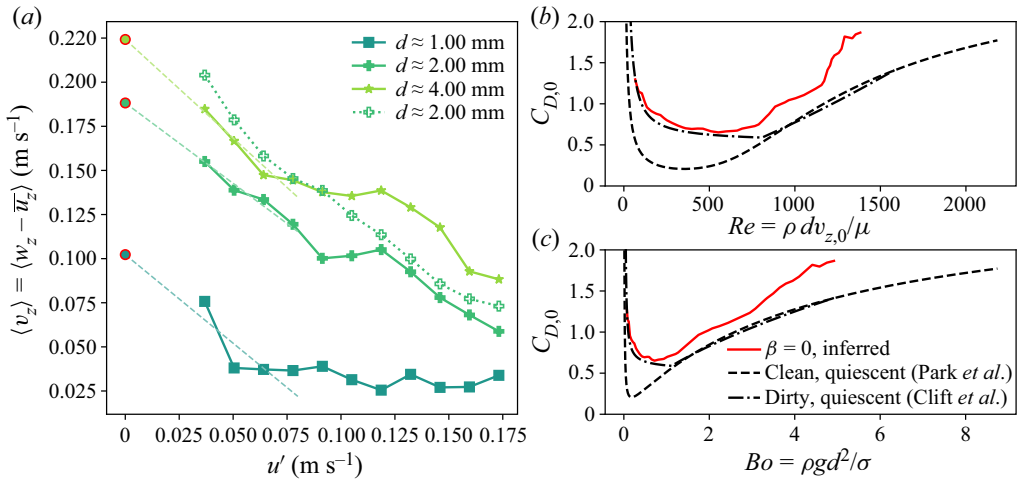 (a)
0.220
0.200
0.175
0.150
0.125
0.100
0.075
0.050
0.025
⟨v_z⟩ = ⟨w_z − \overline{u_z}⟩ (m s⁻¹)
d ≈ 1.00 mm
d ≈ 2.00 mm
d ≈ 4.00 mm
d ≈ 2.00 mm
0 0.025 0.050 0.075 0.100 0.125 0.150 0.175
u′ (m s⁻¹)
(b)
2.0
1.5
1.0
0.5
0
C_{D,0}
0 500 1000 1500 2000
Re = ρ dv_{z,0}/μ
(c)
2.0
1.5
1.0
0.5
0
C_{D,0}
β = 0, inferred
Clean, quiescent (Park et al.)
Dirty, quiescent (Clift et al.)
0 2 4 6 8
Bo = ρgd²/σ